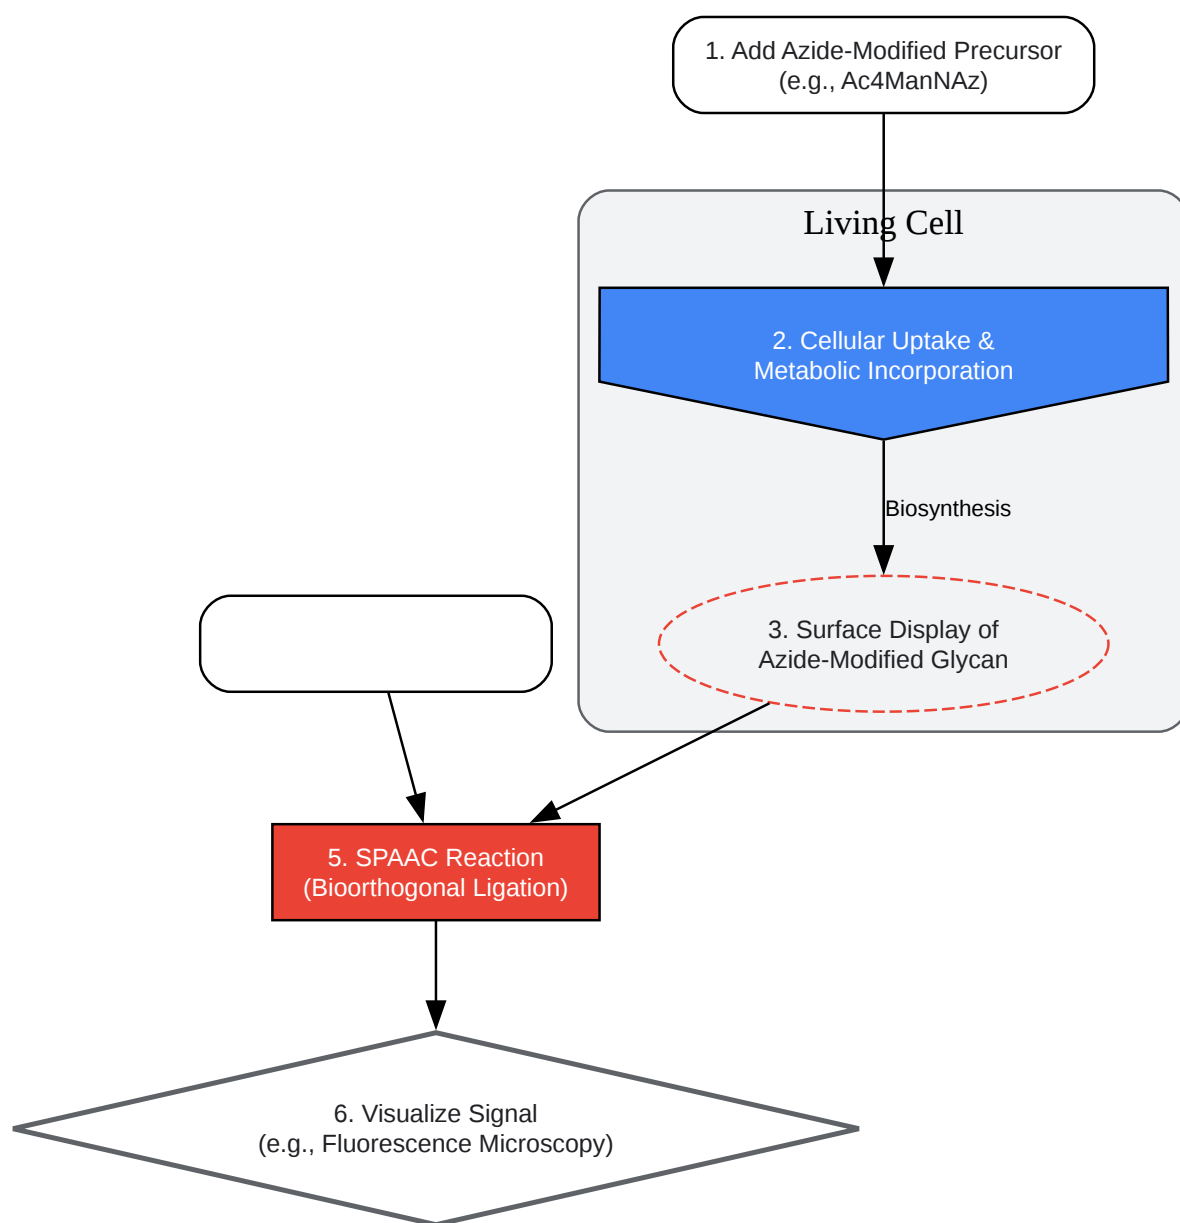 1. Add Azide-Modified Precursor
(e.g., Ac4ManNAz)
Living Cell
2. Cellular Uptake &
Metabolic Incorporation
Biosynthesis
3. Surface Display of
Azide-Modified Glycan
5. SPAAC Reaction
(Bioorthogonal Ligation)
6. Visualize Signal
(e.g., Fluorescence Microscopy)